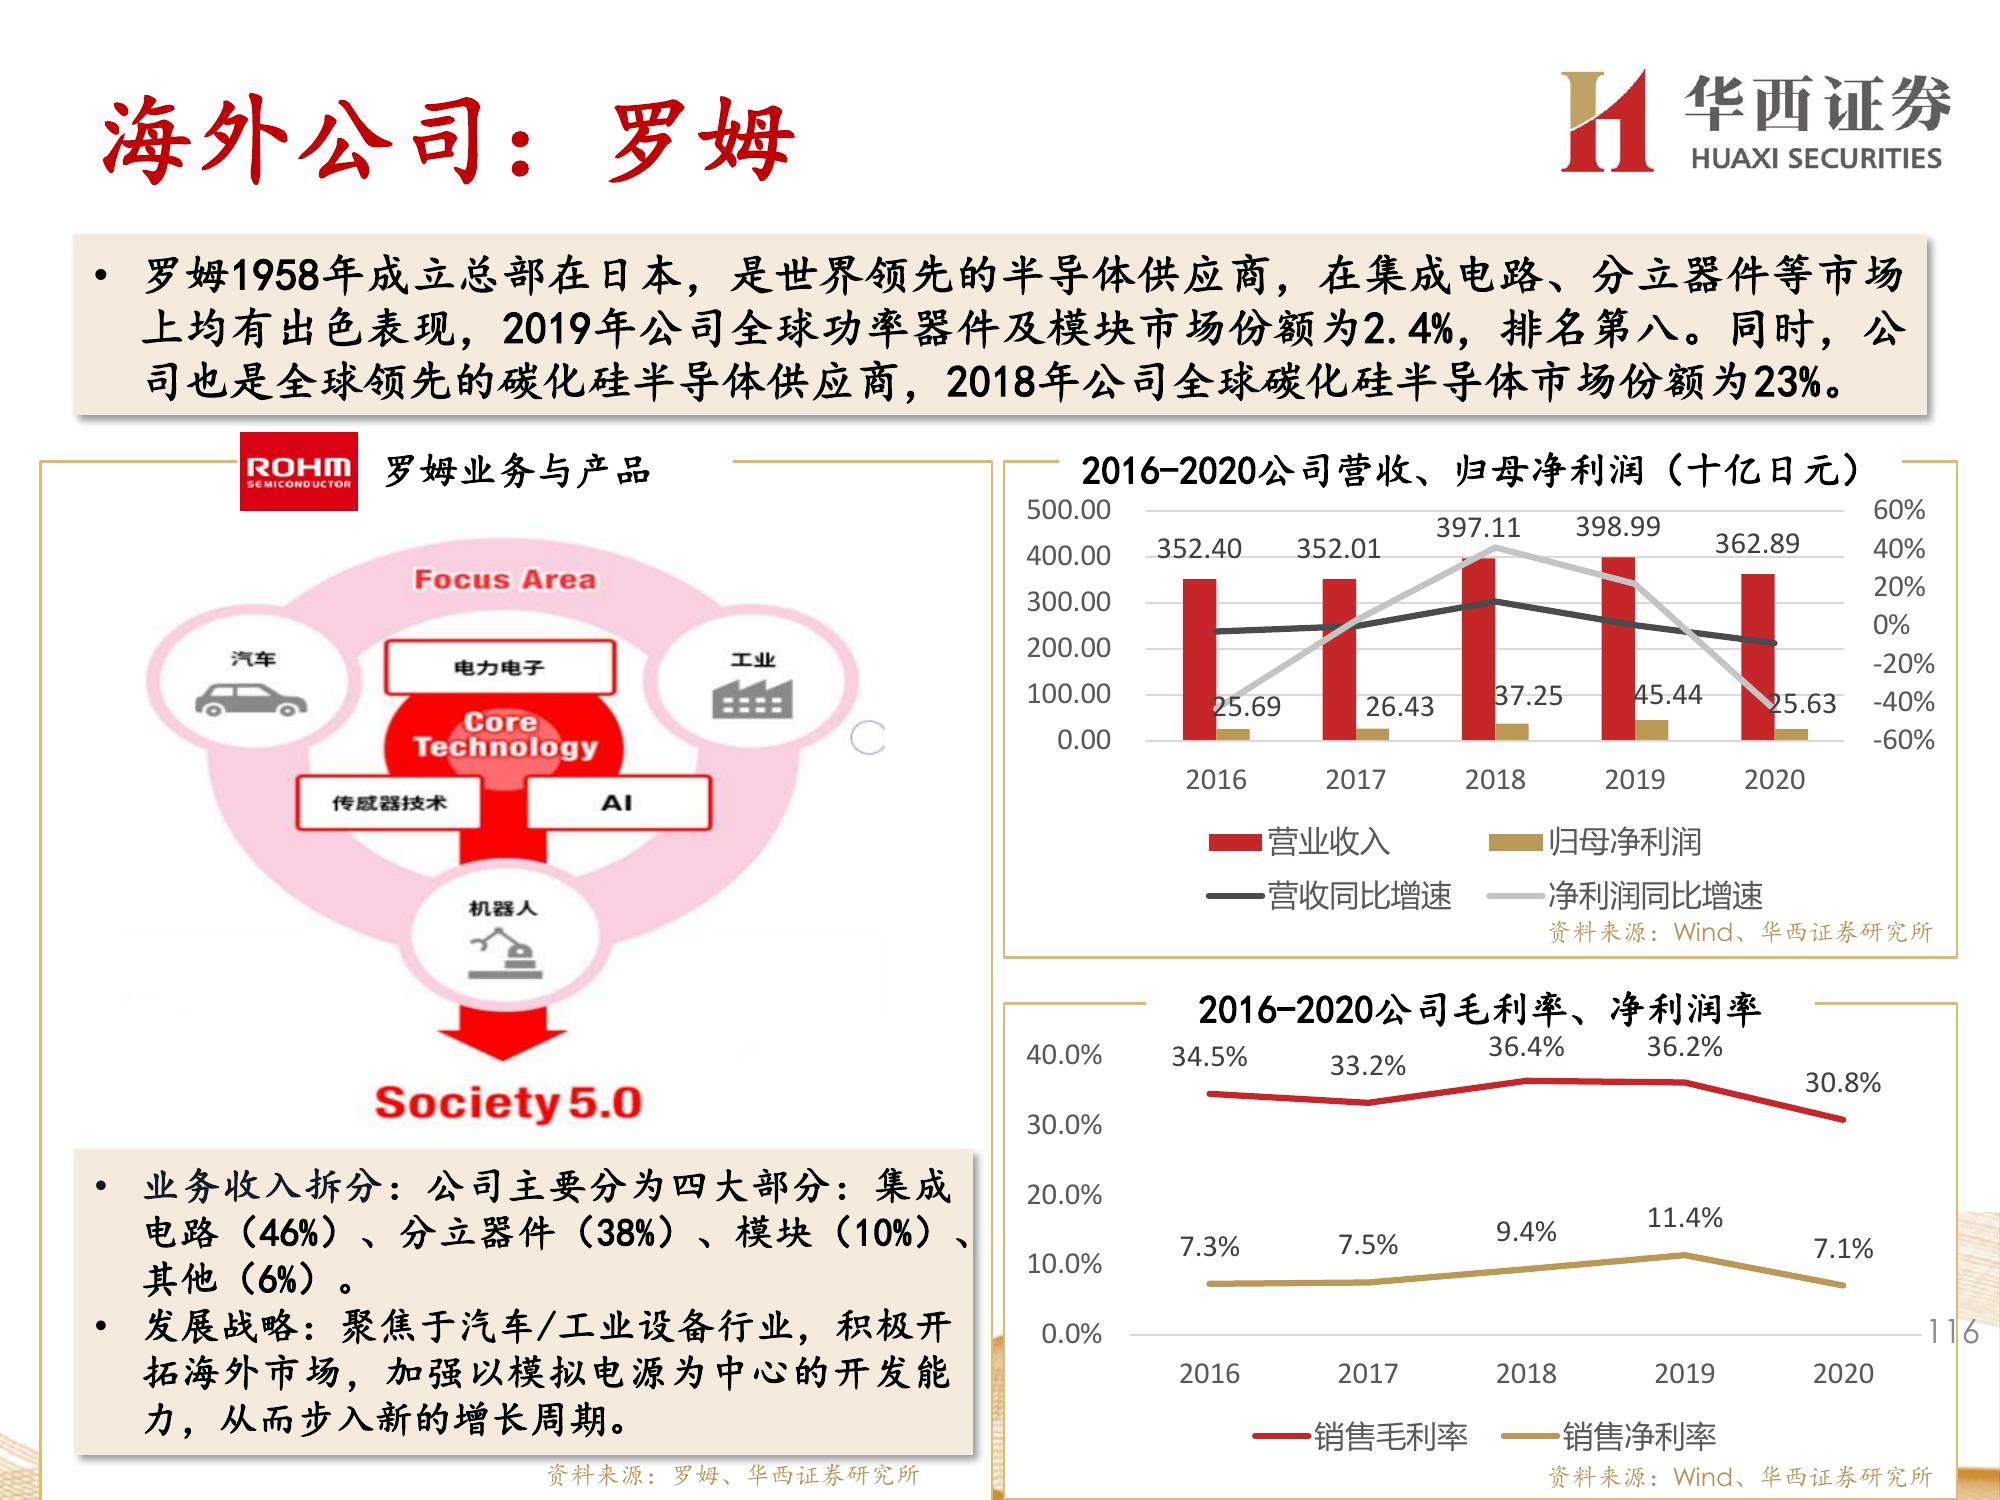 海外公司：罗姆
华西证券
HUAXI SECURITIES
• 罗姆1958年成立总部在日本，是世界领先的半导体供应商，在集成电路、分立器件等市场
上均有出色表现，2019年公司全球功率器件及模块市场份额为2.4%，排名第八。同时，公
司也是全球领先的碳化硅半导体供应商，2018年公司全球碳化硅半导体市场份额为23%。
ROHM
SEMICONDUCTOR
罗姆业务与产品
Focus Area
汽车
电力电子
工业
Core
Technology
传感器技术
AI
机器人
Society 5.0
• 业务收入拆分：公司主要分为四大部分：集成
电路（46%）、分立器件（38%）、模块（10%）、
其他（6%）。
• 发展战略：聚焦于汽车/工业设备行业，积极开
拓海外市场，加强以模拟电源为中心的开发能
力，从而步入新的增长周期。
资料来源：罗姆、华西证券研究所
2016-2020公司营收、归母净利润（十亿日元）
500.00
400.00
300.00
200.00
100.00
0.00
352.40
352.01
397.11
398.99
362.89
25.69
26.43
37.25
45.44
25.63
60%
40%
20%
0%
-20%
-40%
-60%
2016
2017
2018
2019
2020
营业收入
归母净利润
营收同比增速
净利润同比增速
资料来源：Wind、华西证券研究所
2016-2020公司毛利率、净利润率
40.0%
30.0%
20.0%
10.0%
0.0%
34.5%
33.2%
36.4%
36.2%
30.8%
7.3%
7.5%
9.4%
11.4%
7.1%
2016
2017
2018
2019
2020
销售毛利率
销售净利率
资料来源：Wind、华西证券研究所
116